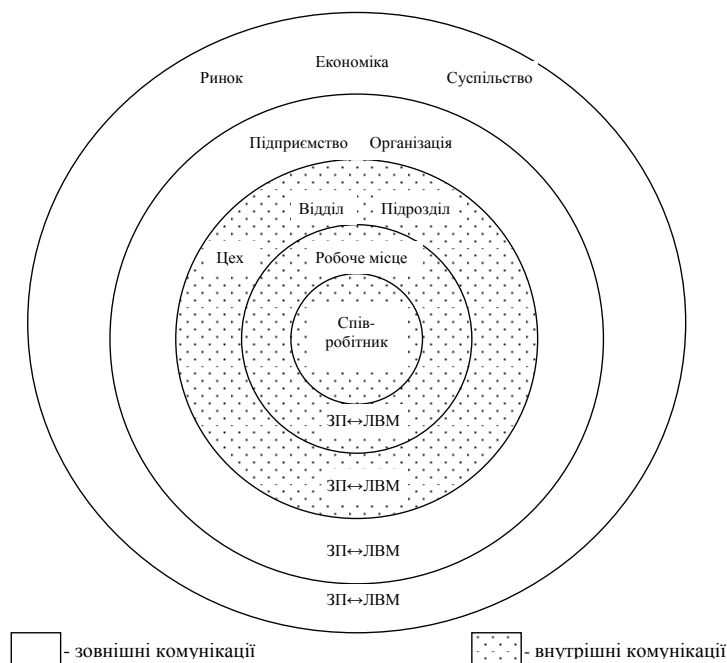 Економіка
Ринок
Суспільство
Підприємство
Організація
Відділ
Підрозділ
Цех
Робоче місце
Спів-
робітник
ЗП↔ЛВМ
ЗП↔ЛВМ
ЗП↔ЛВМ
ЗП↔ЛВМ
- зовнішні комунікації
- внутрішні комунікації